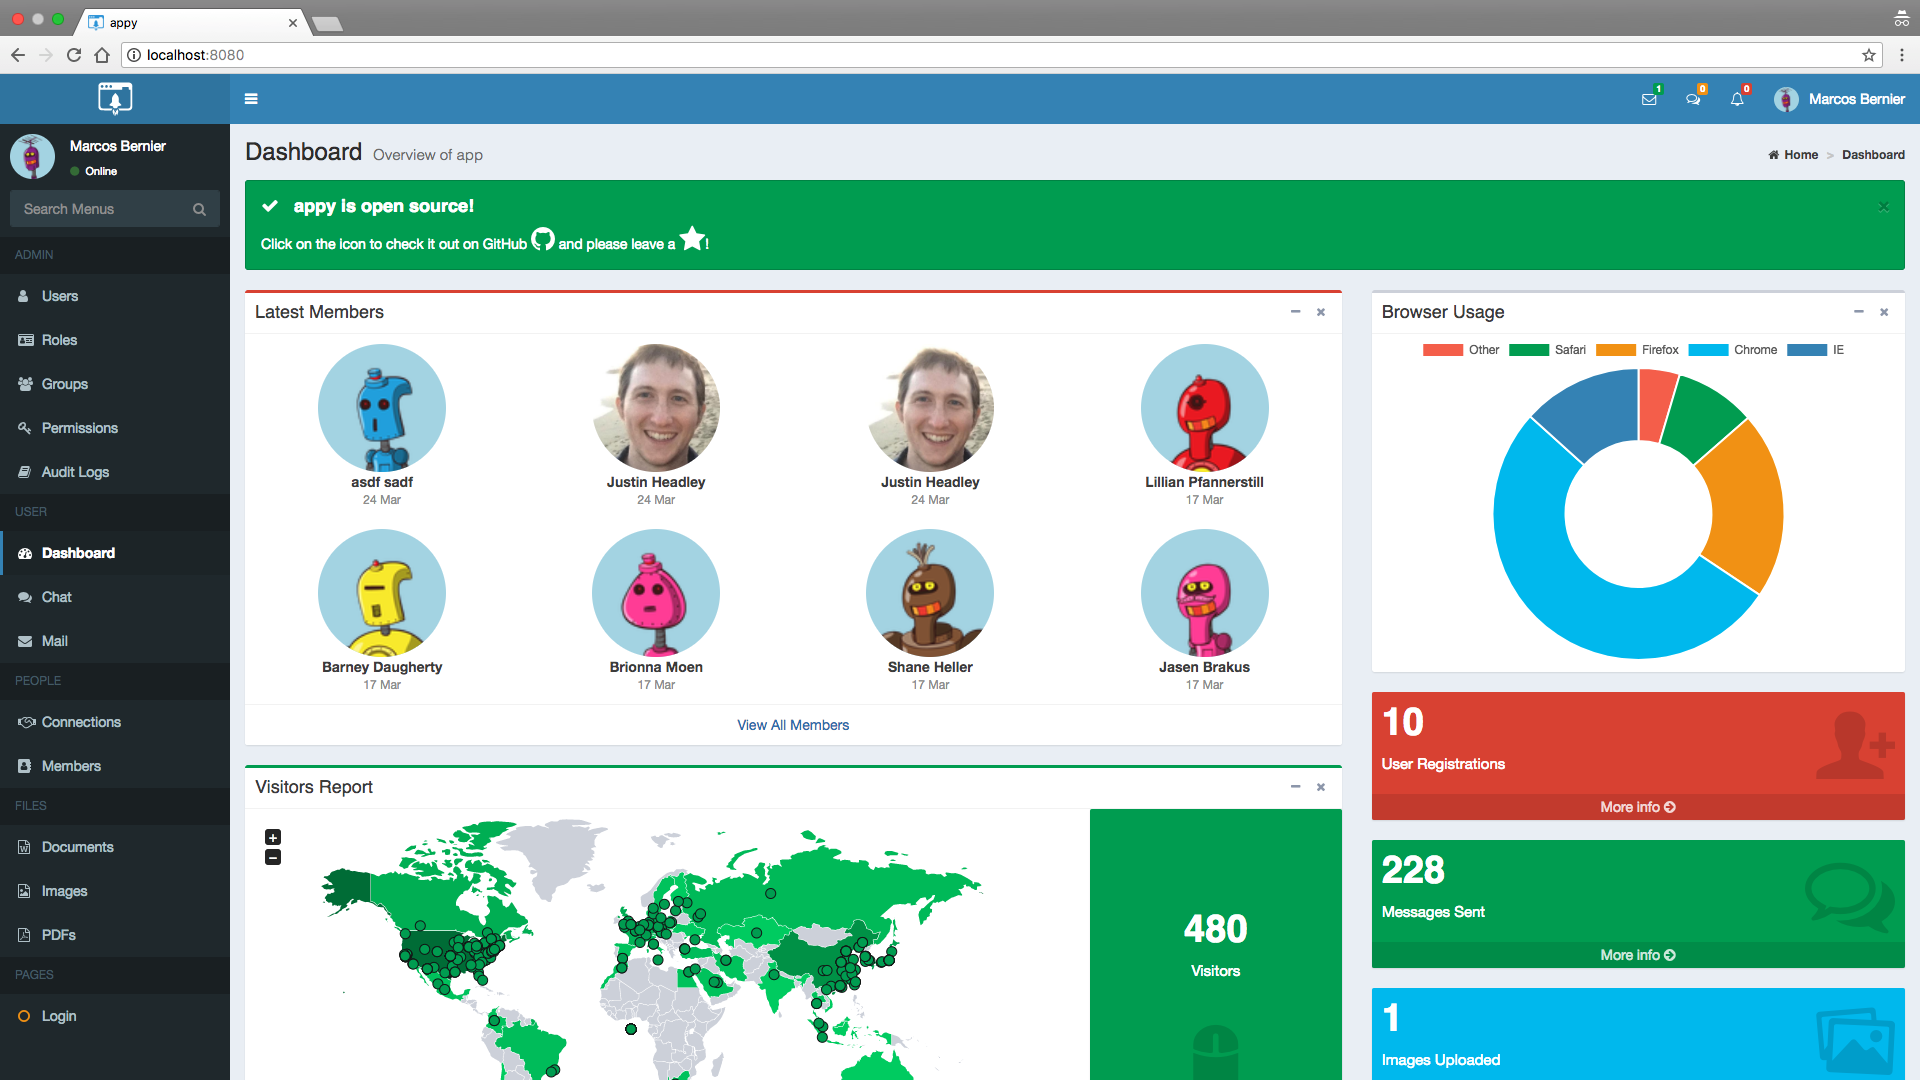 appy
localhost:8080
1
0
0
Marcos Bernier
Marcos Bernier
Online
Search Menus
ADMIN
Users
Roles
Groups
Permissions
Audit Logs
USER
Dashboard
Chat
Mail
PEOPLE
Connections
Members
FILES
Documents
Images
PDFs
PAGES
Login
Dashboard Overview of app
Home > Dashboard
appy is open source!
Click on the icon to check it out on GitHub and please leave a !
Latest Members
asdf sadf
24 Mar
Justin Headley
24 Mar
Justin Headley
24 Mar
Lillian Pfannerstill
17 Mar
Barney Daugherty
17 Mar
Brionna Moen
17 Mar
Shane Heller
17 Mar
Jasen Brakus
17 Mar
View All Members
Visitors Report
+
−
480
Visitors
Browser Usage
Other Safari Firefox Chrome IE
10
User Registrations
More info
228
Messages Sent
More info
1
Images Uploaded